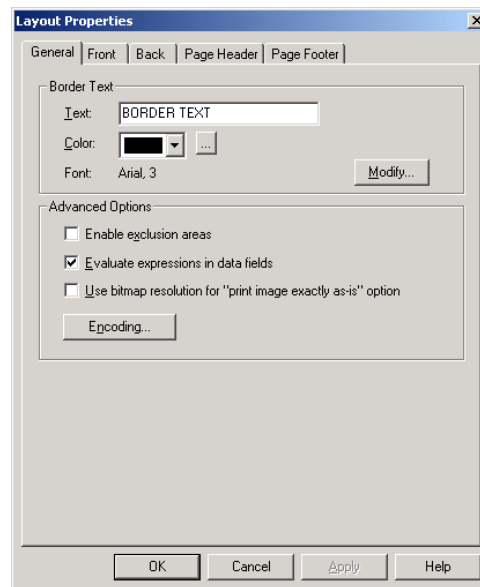 Layout Properties
General Front Back Page Header Page Footer
Border Text
Text: BORDER TEXT
Color: ...
Font: Arial, 3 Modify...
Advanced Options
Enable exclusion areas
Evaluate expressions in data fields
Use bitmap resolution for "print image exactly as-is" option
Encoding...
OK Cancel Apply Help